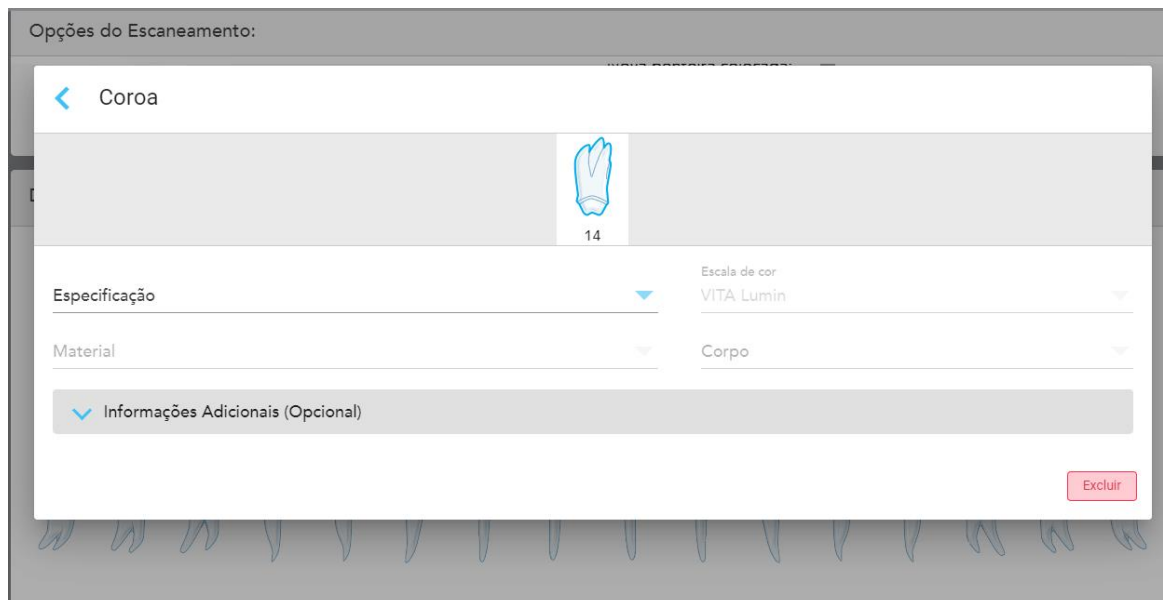 Opções do Escaneamento:
Coroa
14
Especificação
Escala de cor
VITA Lumin
Material
Corpo
Informações Adicionais (Opcional)
Excluir